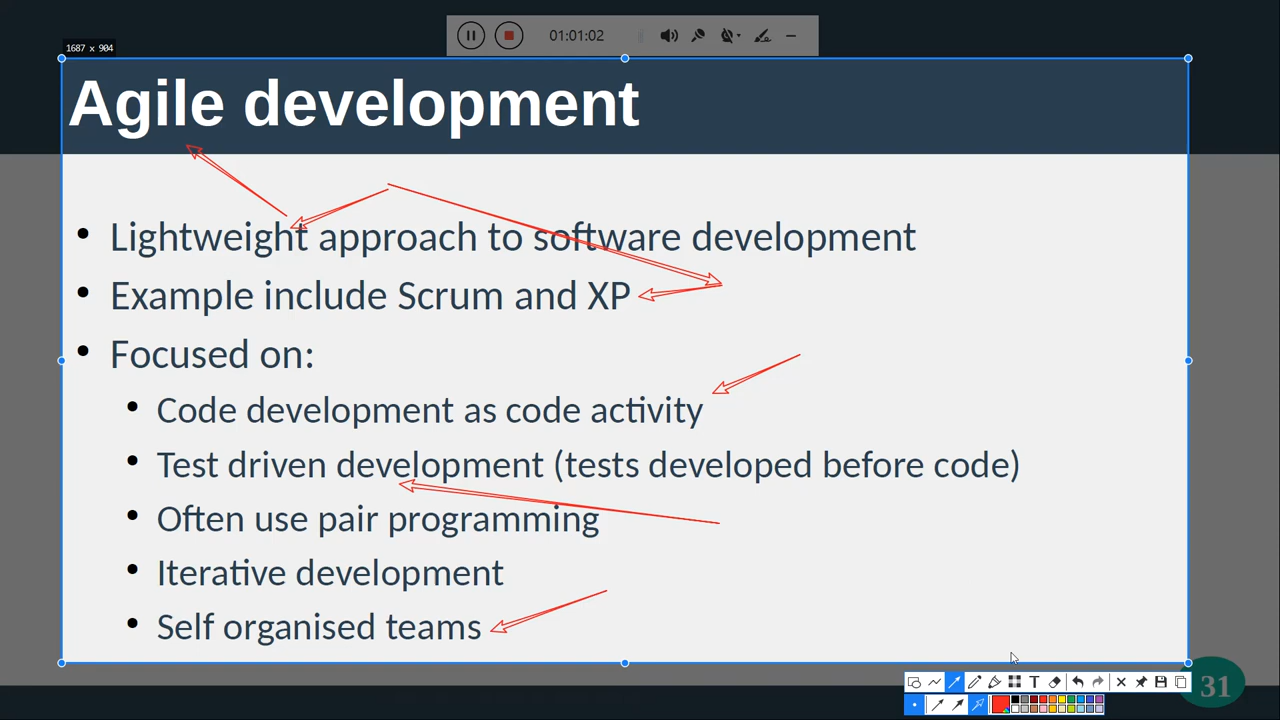 01:01:02
1687 x 904
Agile development
• Lightweight approach to software development
• Example include Scrum and XP
• Focused on:
• Code development as code activity
• Test driven development (tests developed before code)
• Often use pair programming
• Iterative development
• Self organised teams
T
31